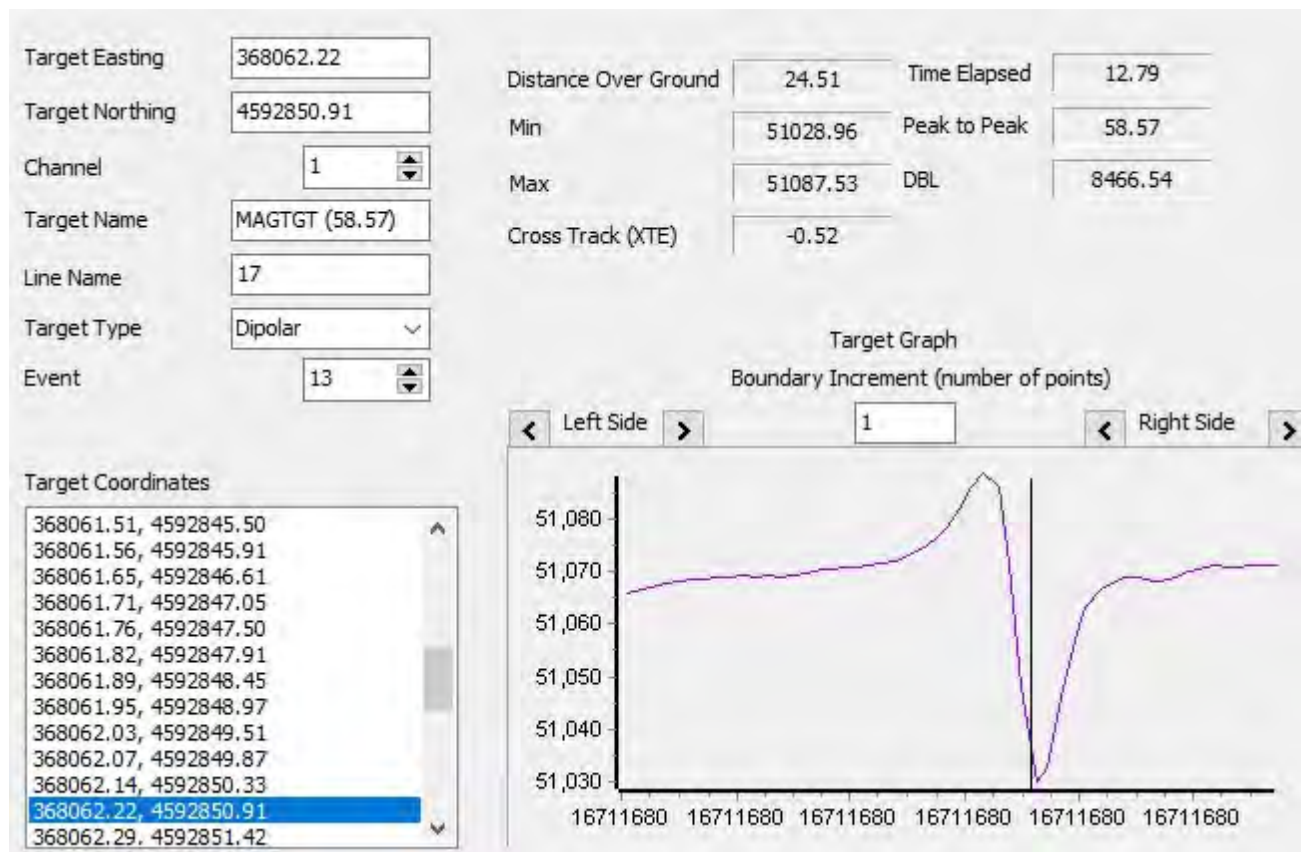 Target Easting 368062.22
Target Northing 4592850.91
Channel 1
Target Name MAGTGT (58.57)
Line Name 17
Target Type Dipolar
Event 13
Distance Over Ground 24.51 Time Elapsed 12.79
Min 51028.96 Peak to Peak 58.57
Max 51087.53 DBL 8466.54
Cross Track (XTE) -0.52
Target Graph
Boundary Increment (number of points)
< Left Side > 1 < Right Side >
Target Coordinates
368061.51, 4592845.50
368061.56, 4592845.91
368061.65, 4592846.61
368061.71, 4592847.05
368061.76, 4592847.50
368061.82, 4592847.91
368061.89, 4592848.45
368061.95, 4592848.97
368062.03, 4592849.51
368062.07, 4592849.87
368062.14, 4592850.33
368062.22, 4592850.91
368062.29, 4592851.42
51,080
51,070
51,060
51,050
51,040
51,030
16711680 16711680 16711680 16711680 16711680 16711680